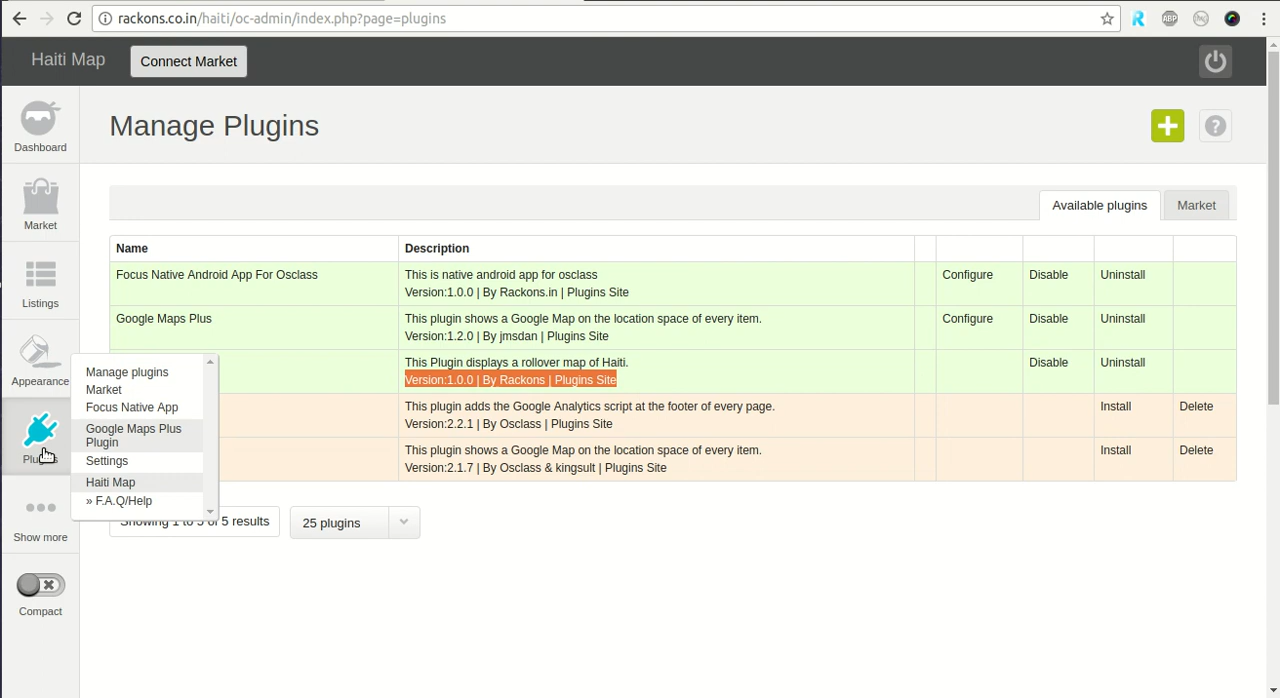 rackons.co.in/haiti/oc-admin/index.php?page=plugins
ABP
Haiti Map
Connect Market
Dashboard
Manage Plugins
Market
Available plugins
Market
Name
Description
Focus Native Android App For Osclass
This is native android app for osclass
Version:1.0.0 | By Rackons.in | Plugins Site
Configure
Disable
Uninstall
Listings
Google Maps Plus
This plugin shows a Google Map on the location space of every item.
Version:1.2.0 | By jmsdan | Plugins Site
Configure
Disable
Uninstall
Appearance
This Plugin displays a rollover map of Haiti.
Version:1.0.0 | By Rackons | Plugins Site
Disable
Uninstall
Manage plugins
Market
Focus Native App
Google Maps Plus
Plugin
Settings
Haiti Map
» F.A.Q/Help
This plugin adds the Google Analytics script at the footer of every page.
Version:2.2.1 | By Osclass | Plugins Site
Install
Delete
This plugin shows a Google Map on the location space of every item.
Version:2.1.7 | By Osclass & kingsult | Plugins Site
Install
Delete
Showing 1 to 5 of 5 results
25 plugins
Show more
Compact